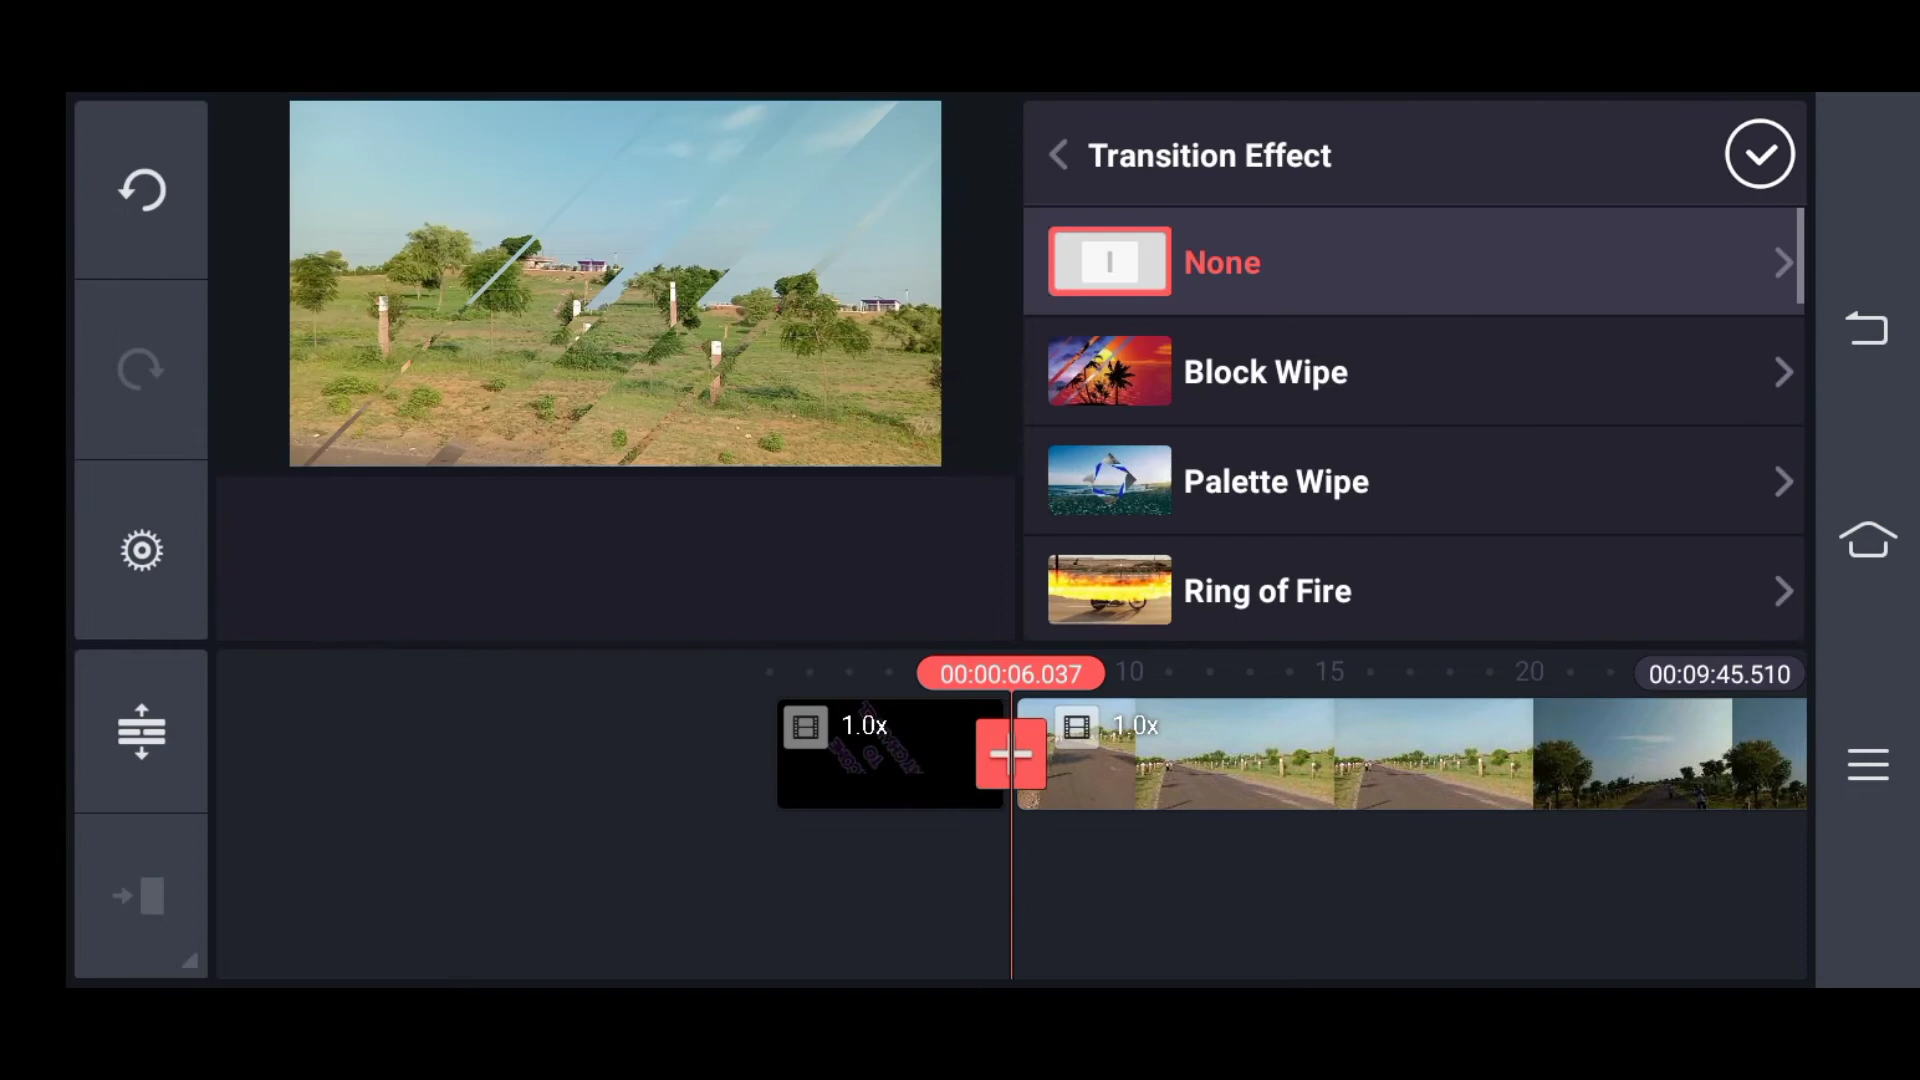 Transition Effect
None
Block Wipe
Palette Wipe
Ring of Fire
00:00:06.037
10
15
20
00:09:45.510
1.0x
1.0x